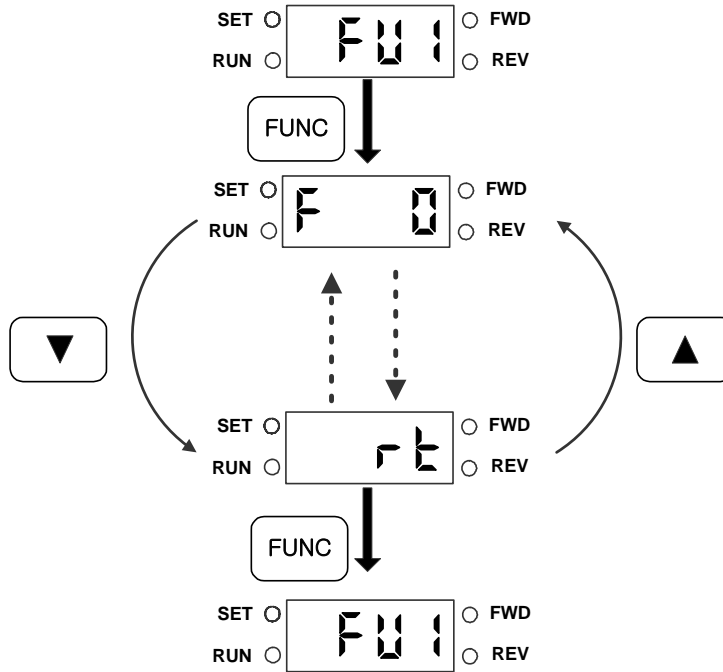 SET FU1 FWD
RUN REV
FUNC
SET F 0 FWD
RUN REV
▼ ▲
SET rt FWD
RUN REV
FUNC
SET FU1 FWD
RUN REV